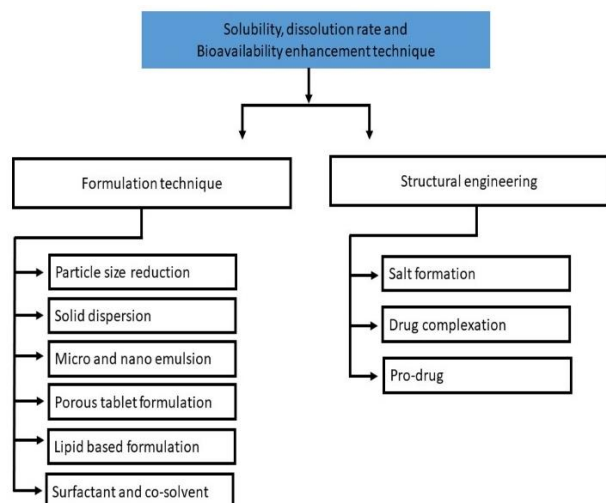 Solubility, dissolution rate and
Bioavailability enhancement technique
Formulation technique
Structural engineering
Particle size reduction
Solid dispersion
Micro and nano emulsion
Porous tablet formulation
Lipid based formulation
Surfactant and co-solvent
Salt formation
Drug complexation
Pro-drug